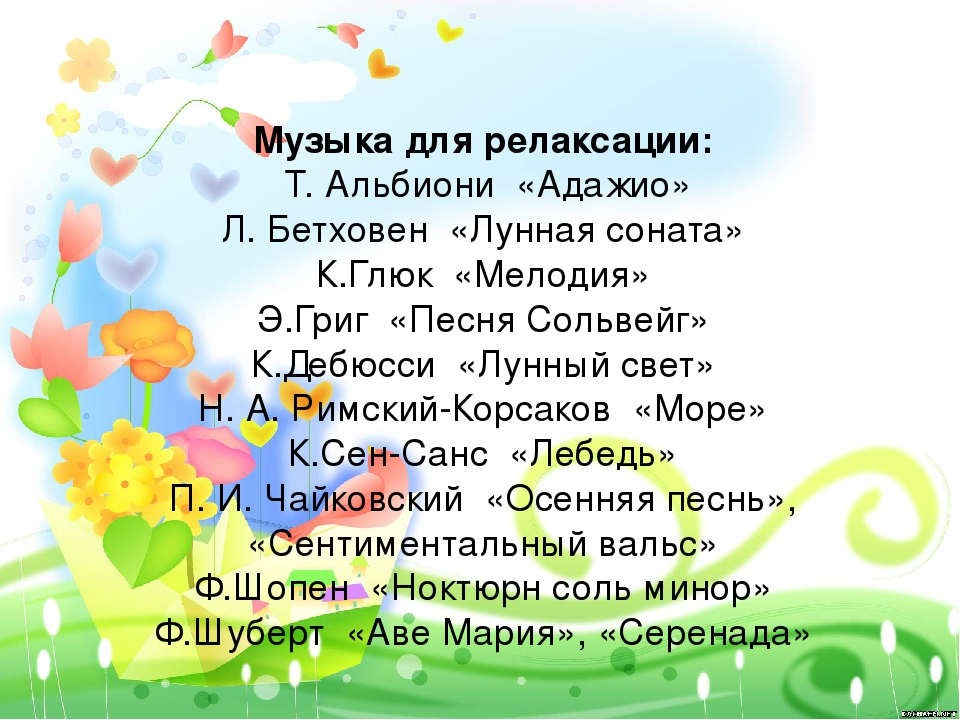 Музыка для релаксации:
Т. Альбиони «Адажио»
Л. Бетховен «Лунная соната»
К.Глюк «Мелодия»
Э.Григ «Песня Сольвейг»
К.Дебюсси «Лунный свет»
Н. А. Римский-Корсаков «Море»
К.Сен-Санс «Лебедь»
П. И. Чайковский «Осенняя песнь»,
«Сентиментальный вальс»
Ф.Шопен «Ноктюрн соль минор»
Ф.Шуберт «Аве Мария», «Серенада»